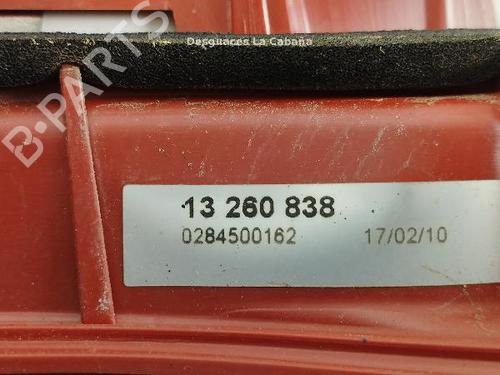 B-PARTS
Desguaces La Cabaña
13 260 838
0284500162 17/02/10